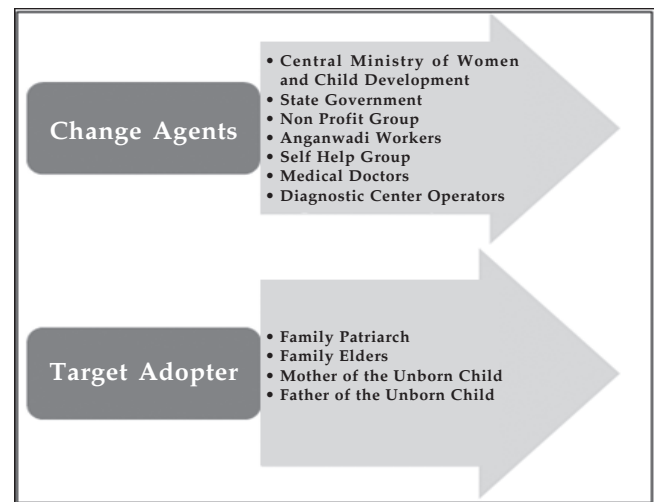 Change Agents
• Central Ministry of Women
and Child Development
• State Government
• Non Profit Group
• Anganwadi Workers
• Self Help Group
• Medical Doctors
• Diagnostic Center Operators
Target Adopter
• Family Patriarch
• Family Elders
• Mother of the Unborn Child
• Father of the Unborn Child